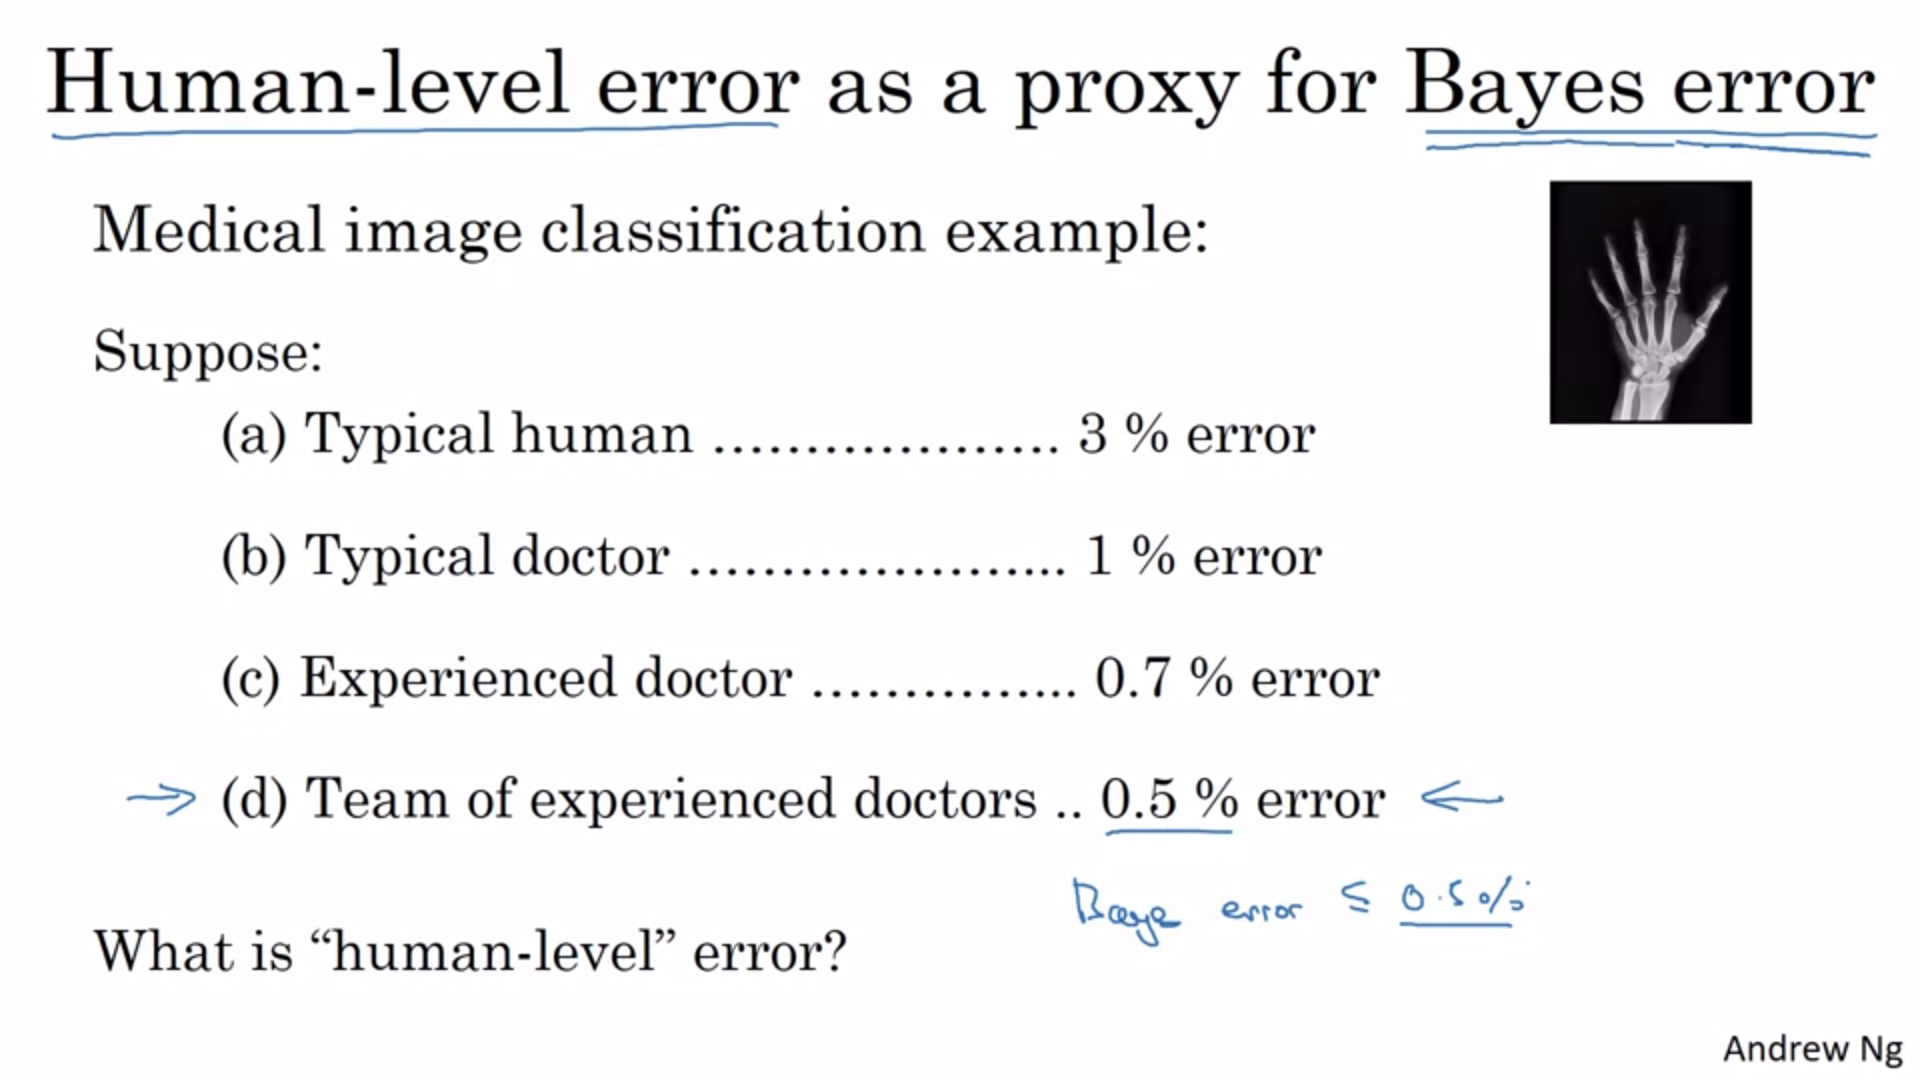 Human-level error as a proxy for Bayes error
Medical image classification example:
Suppose:
(a) Typical human ................... 3 % error
(b) Typical doctor ..................... 1 % error
(c) Experienced doctor ............... 0.7 % error
→ (d) Team of experienced doctors .. 0.5 % error ←
Baye error ≤ 0.5%
What is “human-level” error?
Andrew Ng